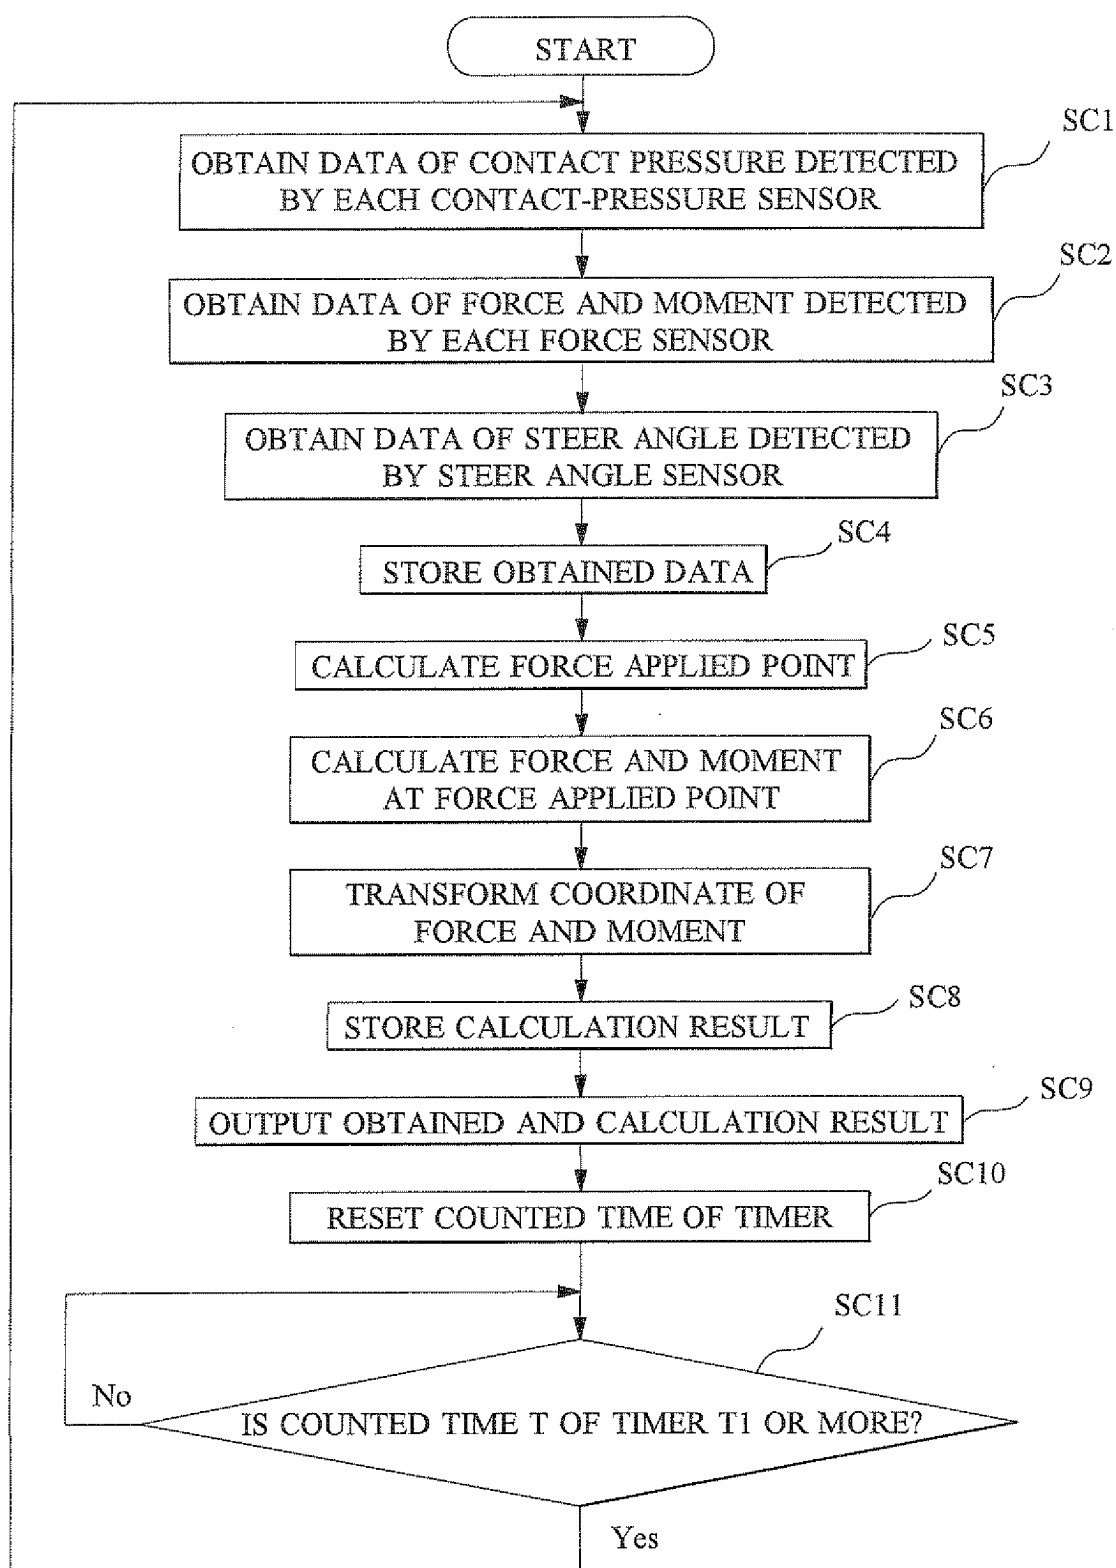 START
SC1
OBTAIN DATA OF CONTACT PRESSURE DETECTED
BY EACH CONTACT-PRESSURE SENSOR
SC2
OBTAIN DATA OF FORCE AND MOMENT DETECTED
BY EACH FORCE SENSOR
SC3
OBTAIN DATA OF STEER ANGLE DETECTED
BY STEER ANGLE SENSOR
SC4
STORE OBTAINED DATA
SC5
CALCULATE FORCE APPLIED POINT
SC6
CALCULATE FORCE AND MOMENT
AT FORCE APPLIED POINT
SC7
TRANSFORM COORDINATE OF
FORCE AND MOMENT
SC8
STORE CALCULATION RESULT
SC9
OUTPUT OBTAINED AND CALCULATION RESULT
SC10
RESET COUNTED TIME OF TIMER
SC11
No
IS COUNTED TIME T OF TIMER T1 OR MORE?
Yes